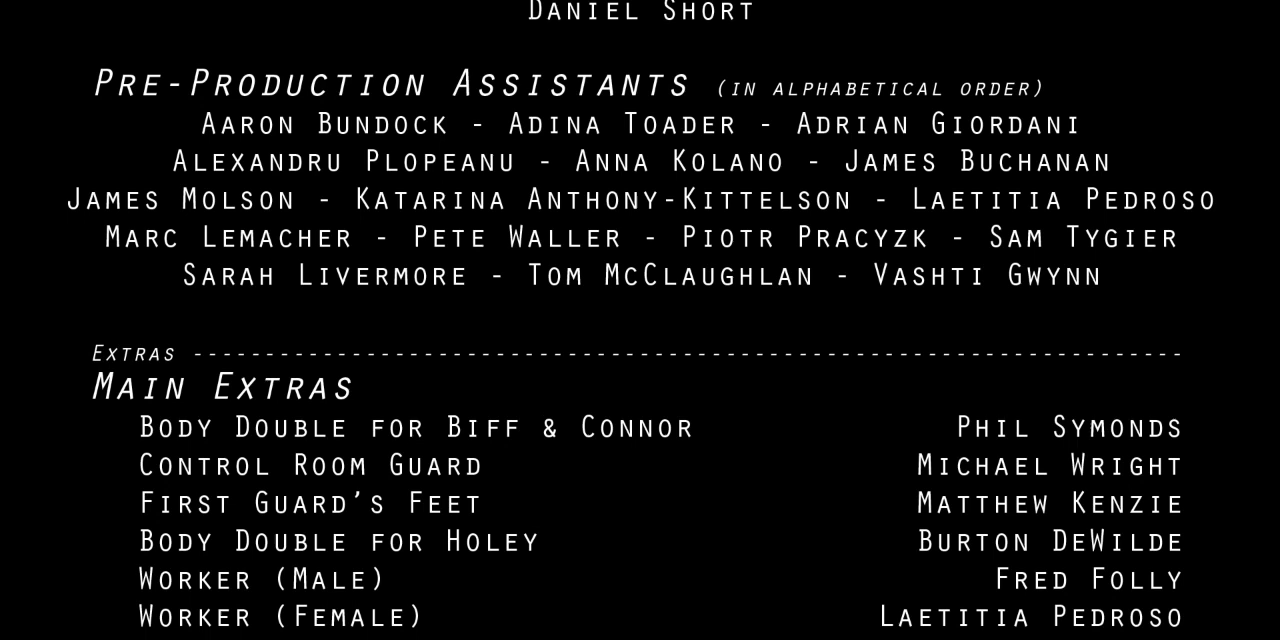 Daniel Short
Pre-Production Assistants (in alphabetical order)
Aaron Bundock - Adina Toader - Adrian Giordani
Alexandru Plopeanu - Anna Kolano - James Buchanan
James Molson - Katarina Anthony-Kittelson - Laetitia Pedroso
Marc Lemacher - Pete Waller - Piotr Pracyzk - Sam Tygier
Sarah Livermore - Tom McClaughlan - Vashti Gwynn
Extras -----------------------------------------------------------------------------------
Main Extras
Body Double for Biff & Connor Phil Symonds
Control Room Guard Michael Wright
First Guard's Feet Matthew Kenzie
Body Double for Holey Burton DeWilde
Worker (Male) Fred Folly
Worker (Female) Laetitia Pedroso